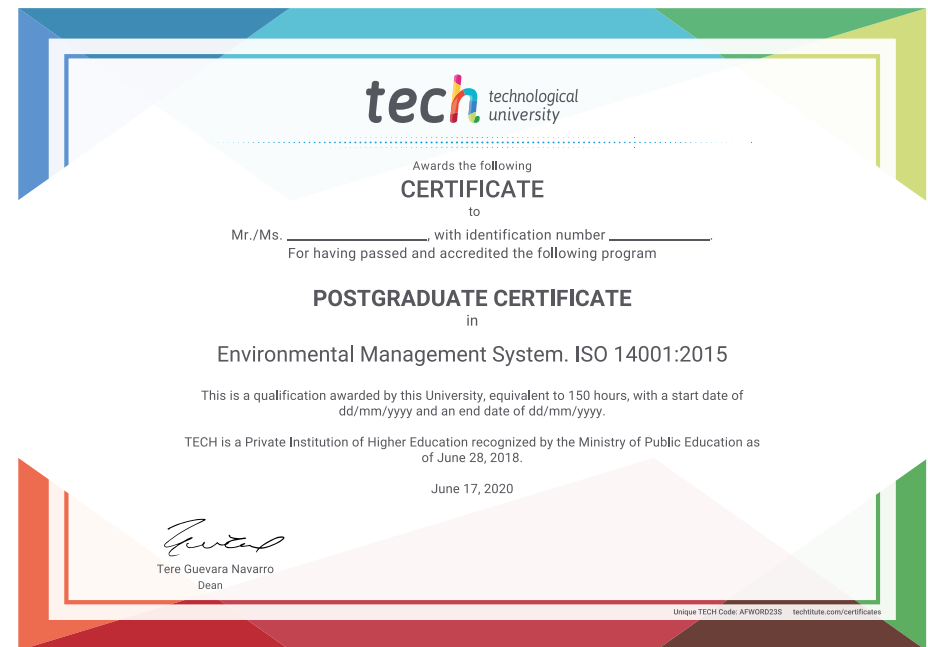 tech technological
university
Awards the following
CERTIFICATE
to
Mr./Ms. ____________________, with identification number ______________.
For having passed and accredited the following program
POSTGRADUATE CERTIFICATE
in
Environmental Management System. ISO 14001:2015
This is a qualification awarded by this University, equivalent to 150 hours, with a start date of
dd/mm/yyyy and an end date of dd/mm/yyyy.
TECH is a Private Institution of Higher Education recognized by the Ministry of Public Education as
of June 28, 2018.
June 17, 2020
Tere Guevara Navarro
Dean
Unique TECH Code: AFWORD23S techtitute.com/certificates